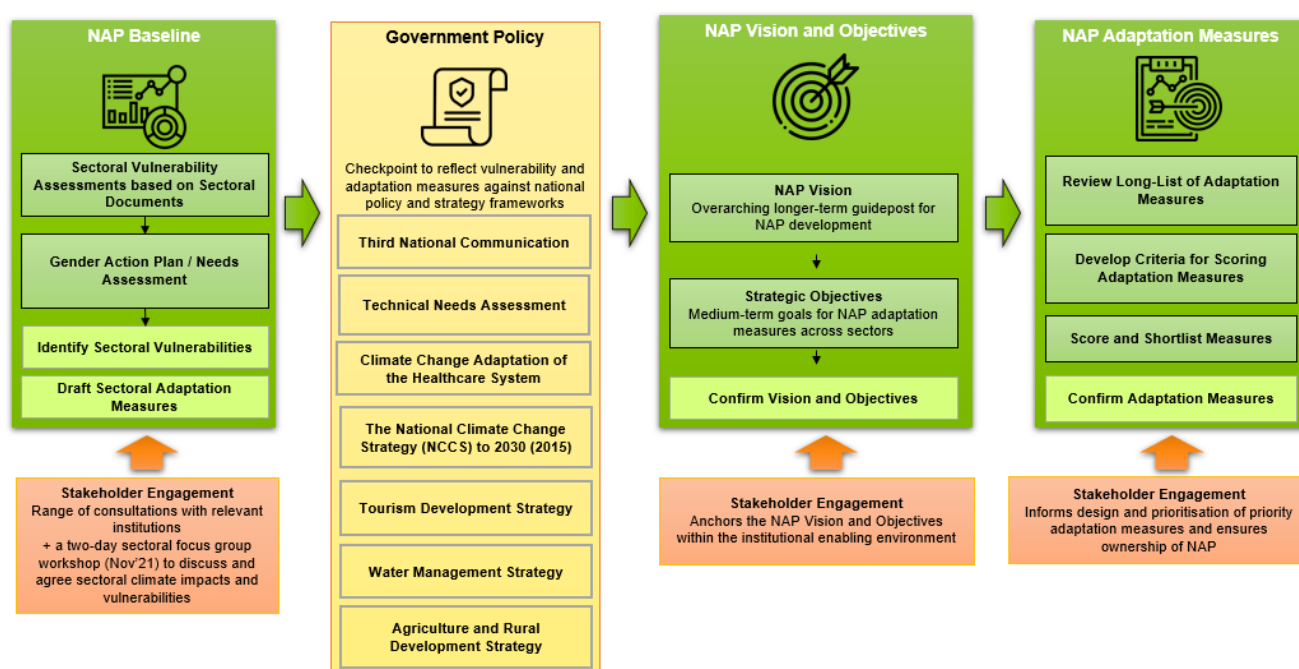 NAP Baseline
Sectoral Vulnerability
Assessments based on Sectoral
Documents
Gender Action Plan / Needs
Assessment
Identify Sectoral Vulnerabilities
Draft Sectoral Adaptation
Measures
Stakeholder Engagement
Range of consultations with relevant
institutions
+ a two-day sectoral focus group
workshop (Nov'21) to discuss and
agree sectoral climate impacts and
vulnerabilities
Government Policy
Checkpoint to reflect vulnerability and
adaptation measures against national
policy and strategy frameworks
Third National Communication
Technical Needs Assessment
Climate Change Adaptation of
the Healthcare System
The National Climate Change
Strategy (NCCS) to 2030 (2015)
Tourism Development Strategy
Water Management Strategy
Agriculture and Rural
Development Strategy
NAP Vision and Objectives
NAP Vision
Overarching longer-term guidepost for
NAP development
Strategic Objectives
Medium-term goals for NAP adaptation
measures across sectors
Confirm Vision and Objectives
Stakeholder Engagement
Anchors the NAP Vision and Objectives
within the institutional enabling environment
NAP Adaptation Measures
Review Long-List of Adaptation
Measures
Develop Criteria for Scoring
Adaptation Measures
Score and Shortlist Measures
Confirm Adaptation Measures
Stakeholder Engagement
Informs design and prioritisation of priority
adaptation measures and ensures
ownership of NAP